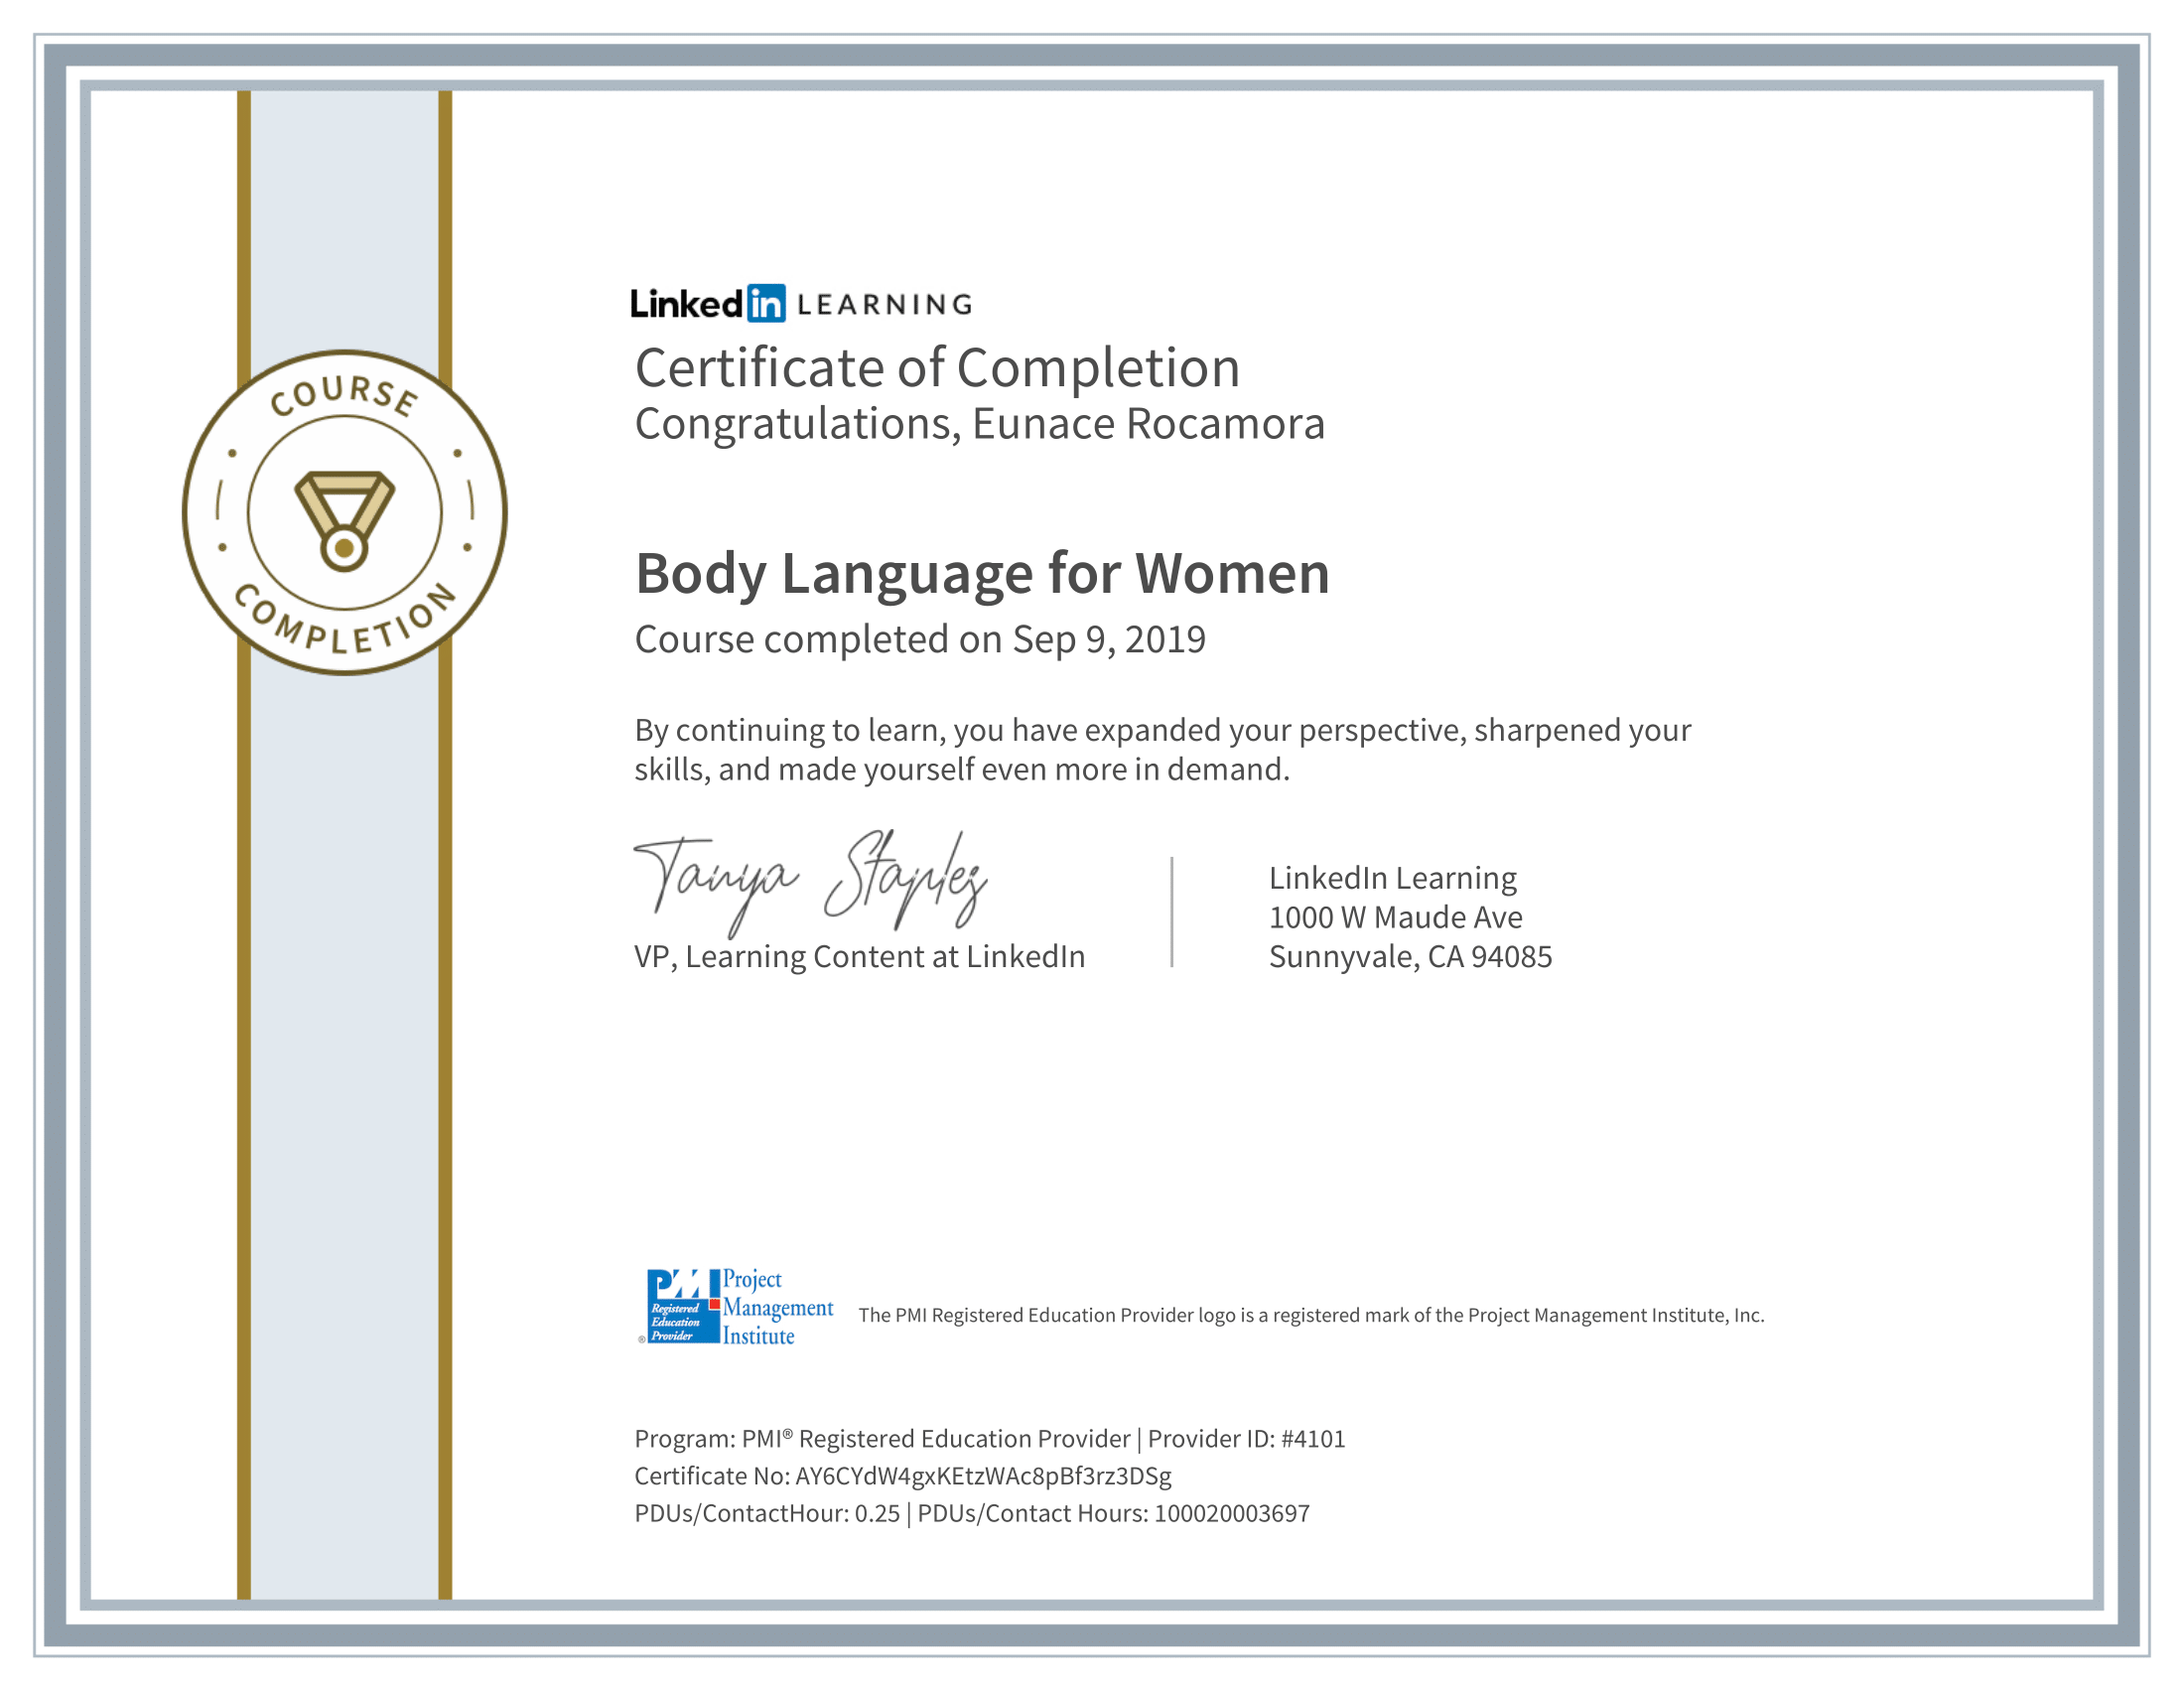 LinkedIn LEARNING
Certificate of Completion
Congratulations, Eunace Rocamora
COURSE
COMPLETION
Body Language for Women
Course completed on Sep 9, 2019
By continuing to learn, you have expanded your perspective, sharpened your
skills, and made yourself even more in demand.
Tanya Staples
VP, Learning Content at LinkedIn
LinkedIn Learning
1000 W Maude Ave
Sunnyvale, CA 94085
PMI
Registered
Education
Provider
®
Project
Management
Institute
The PMI Registered Education Provider logo is a registered mark of the Project Management Institute, Inc.
Program: PMI® Registered Education Provider | Provider ID: #4101
Certificate No: AY6CYdW4gxKEtzWAc8pBf3rz3DSg
PDUs/ContactHour: 0.25 | PDUs/Contact Hours: 100020003697